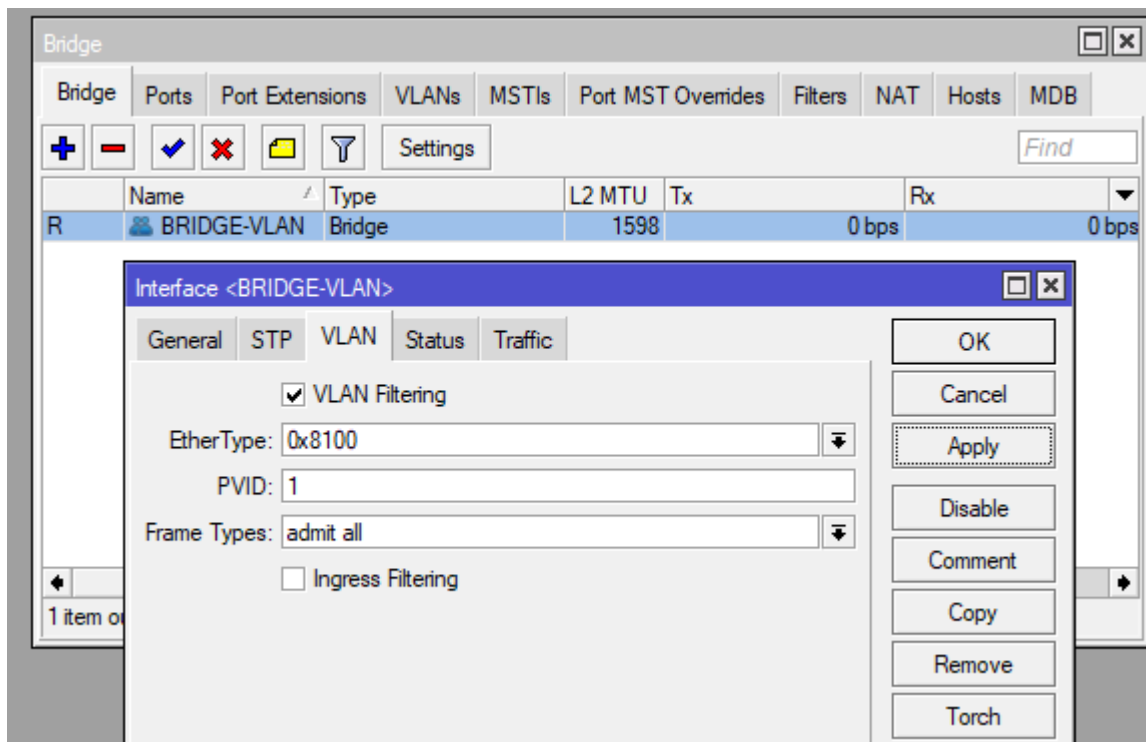 Bridge
Bridge Ports Port Extensions VLANs MSTIs Port MST Overrides Filters NAT Hosts MDB
Settings Find
Name Type L2 MTU Tx Rx
R BRIDGE-VLAN Bridge 1598 0 bps 0 bps
Interface <BRIDGE-VLAN>
General STP VLAN Status Traffic
OK
VLAN Filtering
Cancel
EtherType: 0x8100
Apply
PVID: 1
Disable
Frame Types: admit all
Comment
Ingress Filtering
Copy
1 item
Remove
Torch